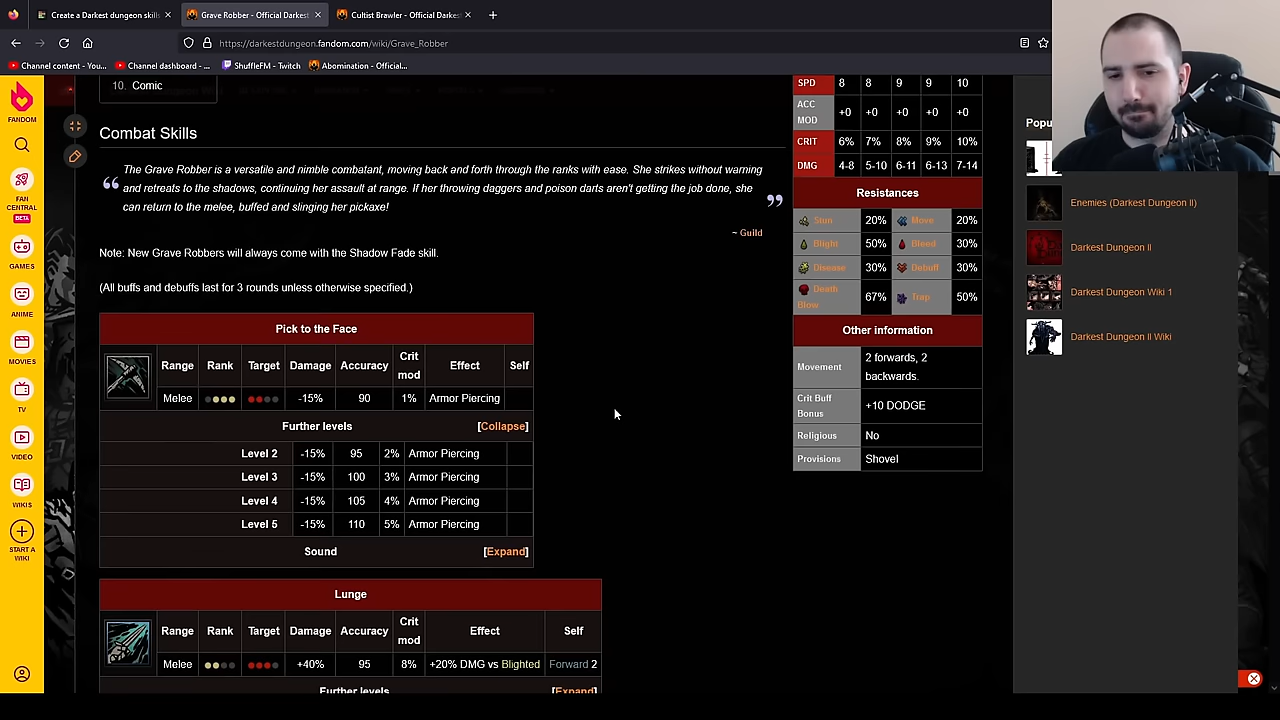 Create a Darkest dungeon skills
Grave Robber - Official Darkest
Cultist Brawler - Official Darkest
https://darkestdungeon.fandom.com/wiki/Grave_Robber
Channel content - You...
Channel dashboard - ...
ShuffleFM - Twitch
Abomination - Official...
FANDOM
FAN
CENTRAL
BETA
GAMES
ANIME
MOVIES
TV
VIDEO
WIKIS
START A
WIKI
10. Comic
Combat Skills
The Grave Robber is a versatile and nimble combatant, moving back and forth through the ranks with ease. She strikes without warning
and retreats to the shadows, continuing her assault at range. If her throwing daggers and poison darts aren't getting the job done, she
can return to the melee, buffed and slinging her pickaxe!
~ Guild
Note: New Grave Robbers will always come with the Shadow Fade skill.
(All buffs and debuffs last for 3 rounds unless otherwise specified.)
Pick to the Face
Range Rank Target Damage Accuracy Crit mod Effect Self
Melee -15% 90 1% Armor Piercing
Further levels [Collapse]
Level 2 -15% 95 2% Armor Piercing
Level 3 -15% 100 3% Armor Piercing
Level 4 -15% 105 4% Armor Piercing
Level 5 -15% 110 5% Armor Piercing
Sound [Expand]
Lunge
Range Rank Target Damage Accuracy Crit mod Effect Self
Melee +40% 95 8% +20% DMG vs Blighted Forward 2
Further levels [Expand]
SPD 8 8 9 9 10
ACC MOD +0 +0 +0 +0 +0
CRIT 6% 7% 8% 9% 10%
DMG 4-8 5-10 6-11 6-13 7-14
Resistances
Stun 20% Move 20%
Blight 50% Bleed 30%
Disease 30% Debuff 30%
Death Blow 67% Trap 50%
Other information
Movement 2 forwards, 2 backwards.
Crit Buff Bonus +10 DODGE
Religious No
Provisions Shovel
Popu
Enemies (Darkest Dungeon II)
Darkest Dungeon II
Darkest Dungeon Wiki 1
Darkest Dungeon II Wiki